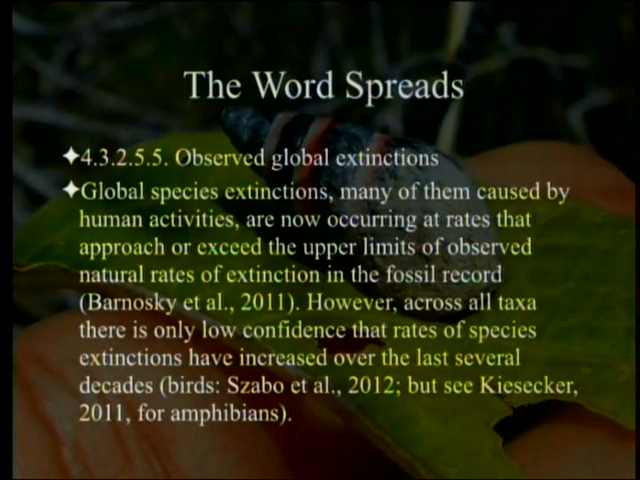 The Word Spreads
✦4.3.2.5.5. Observed global extinctions
✦Global species extinctions, many of them caused by
human activities, are now occurring at rates that
approach or exceed the upper limits of observed
natural rates of extinction in the fossil record
(Barnosky et al., 2011). However, across all taxa
there is only low confidence that rates of species
extinctions have increased over the last several
decades (birds: Szabo et al., 2012; but see Kiesecker,
2011, for amphibians).